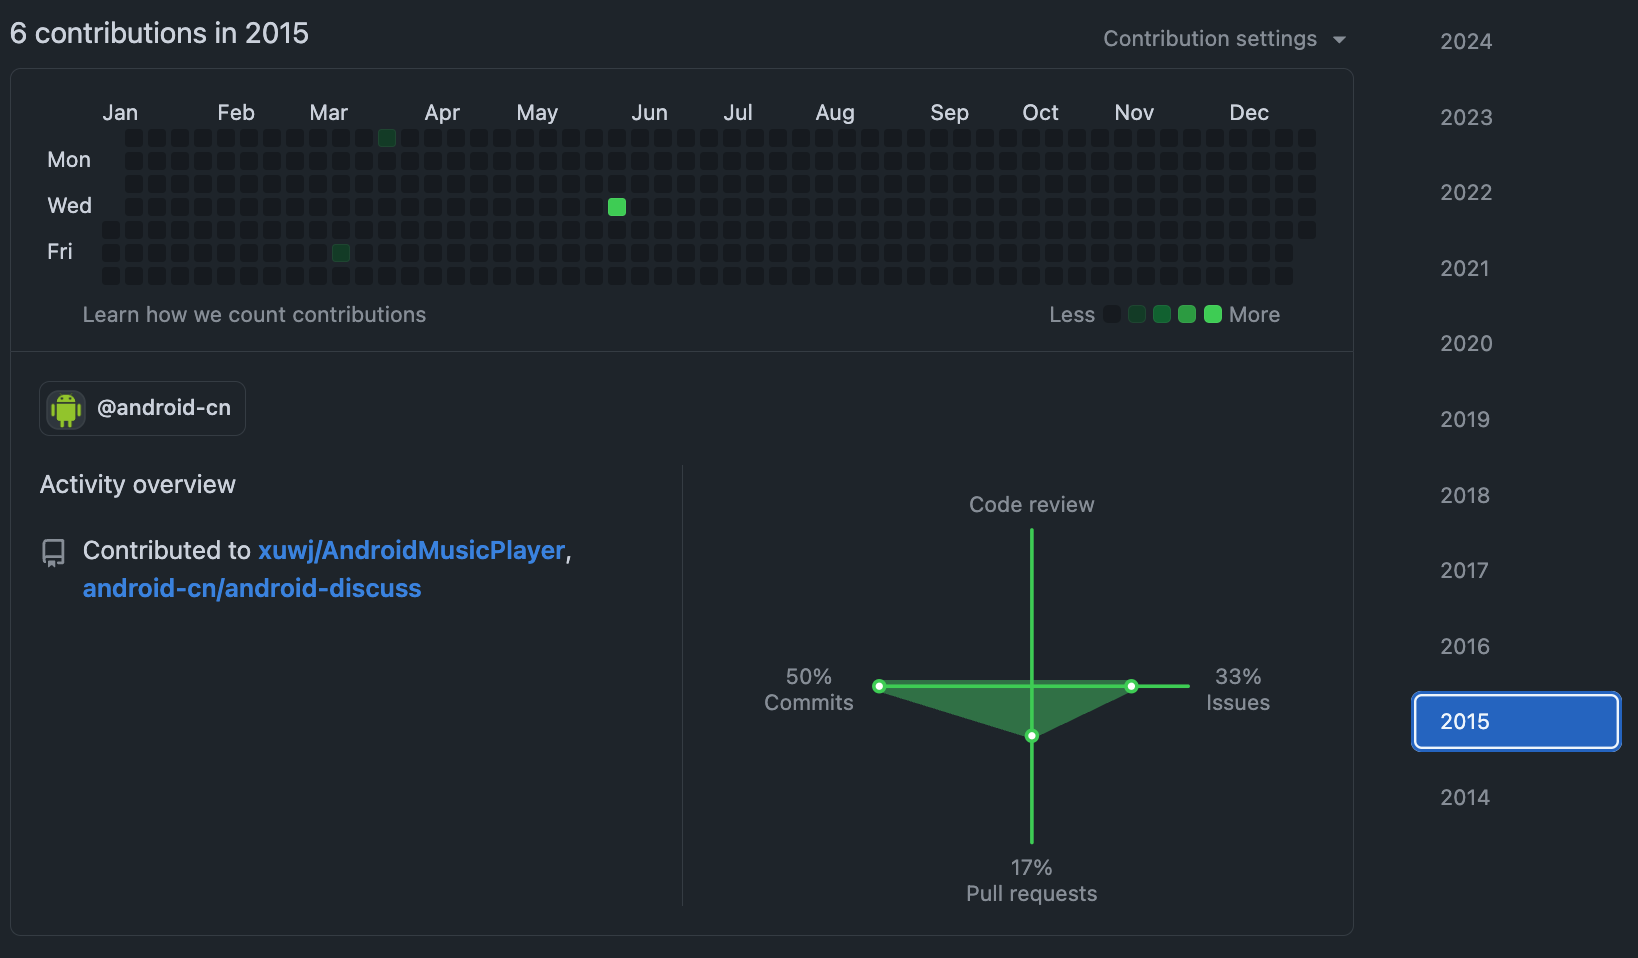 6 contributions in 2015
Contribution settings
Jan Feb Mar Apr May Jun Jul Aug Sep Oct Nov Dec
Mon
Wed
Fri
Learn how we count contributions
Less More
@android-cn
Activity overview
Contributed to xuwj/AndroidMusicPlayer,
android-cn/android-discuss
Code review
50%
Commits
33%
Issues
17%
Pull requests
2024
2023
2022
2021
2020
2019
2018
2017
2016
2015
2014